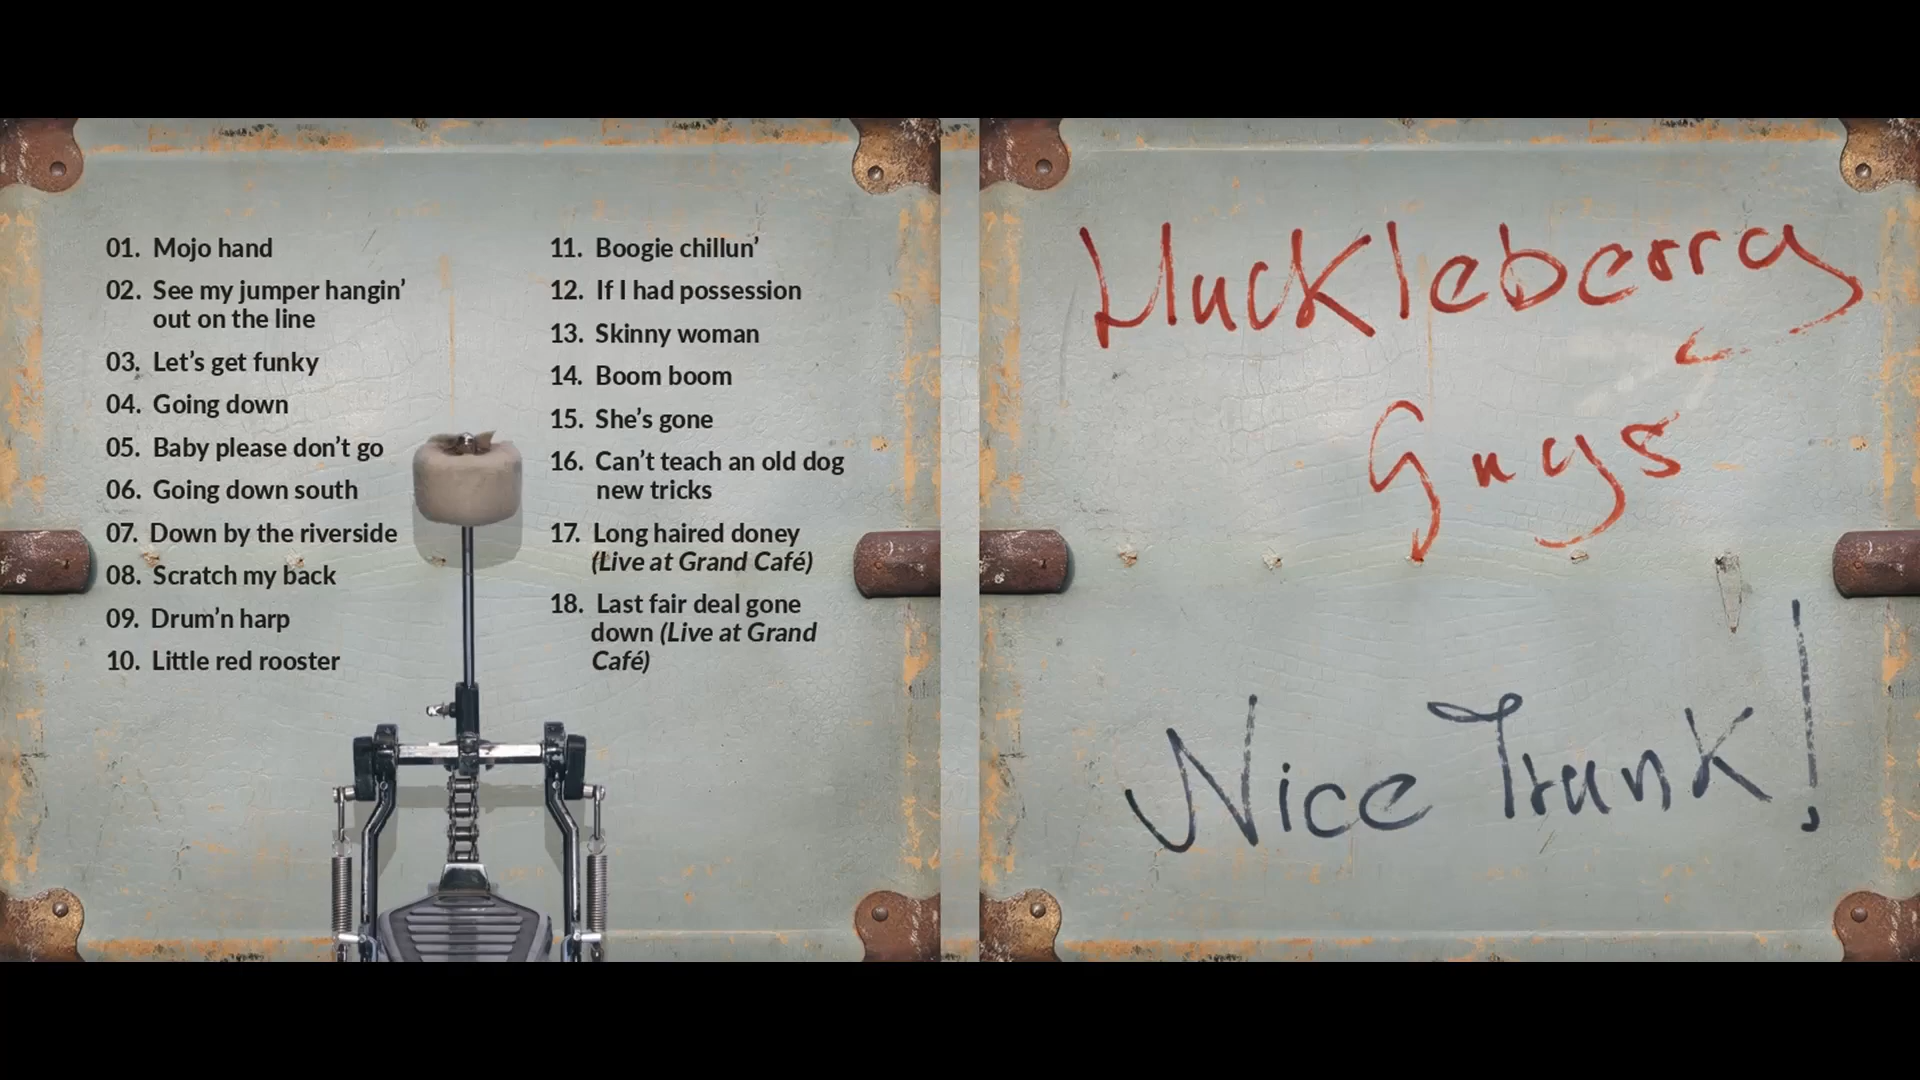 01. Mojo hand
02. See my jumper hangin’
out on the line
03. Let’s get funky
04. Going down
05. Baby please don’t go
06. Going down south
07. Down by the riverside
08. Scratch my back
09. Drum’n harp
10. Little red rooster
11. Boogie chillun’
12. If I had possession
13. Skinny woman
14. Boom boom
15. She’s gone
16. Can’t teach an old dog
new tricks
17. Long haired doney
(Live at Grand Café)
18. Last fair deal gone
down (Live at Grand
Café)
Huckleberry
Guys
Nice Trunk!